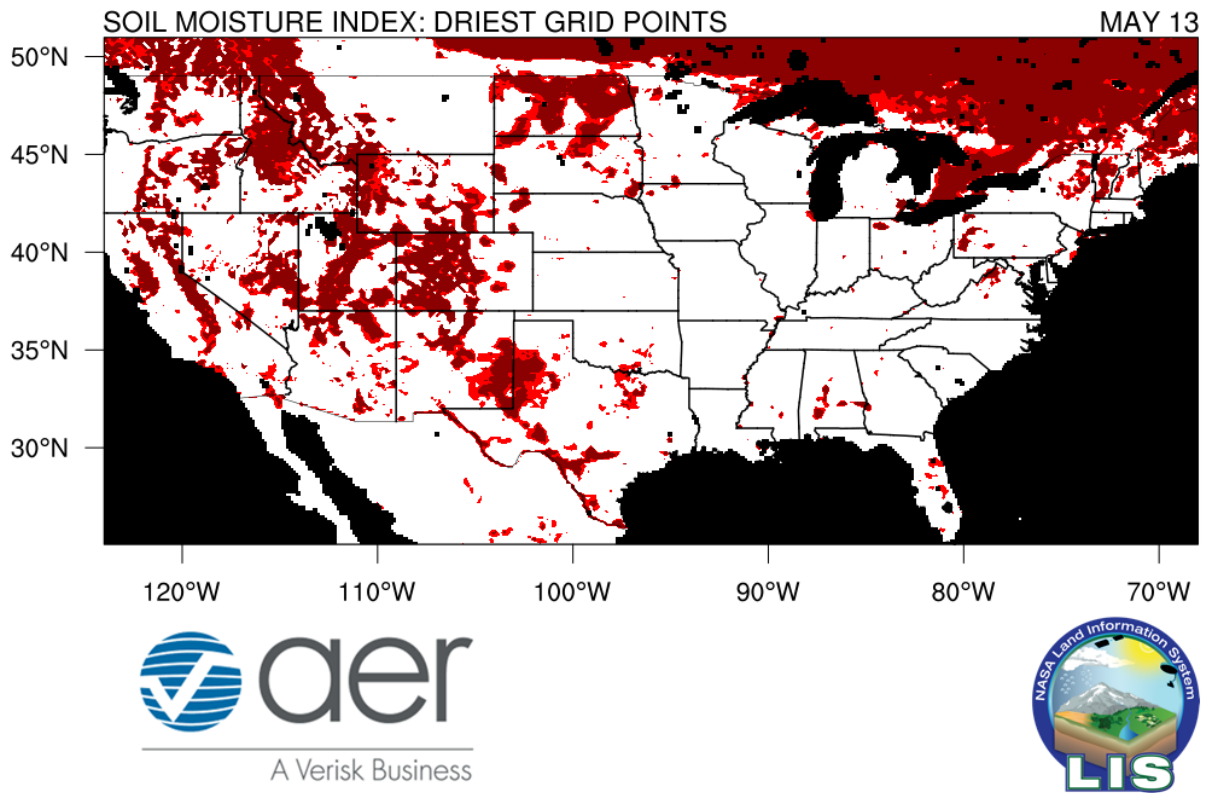 SOIL MOISTURE INDEX: DRIEST GRID POINTS MAY 13
50°N
45°N
40°N
35°N
30°N
120°W 110°W 100°W 90°W 80°W 70°W
aer
A Verisk Business
NASA Land Information System
LIS